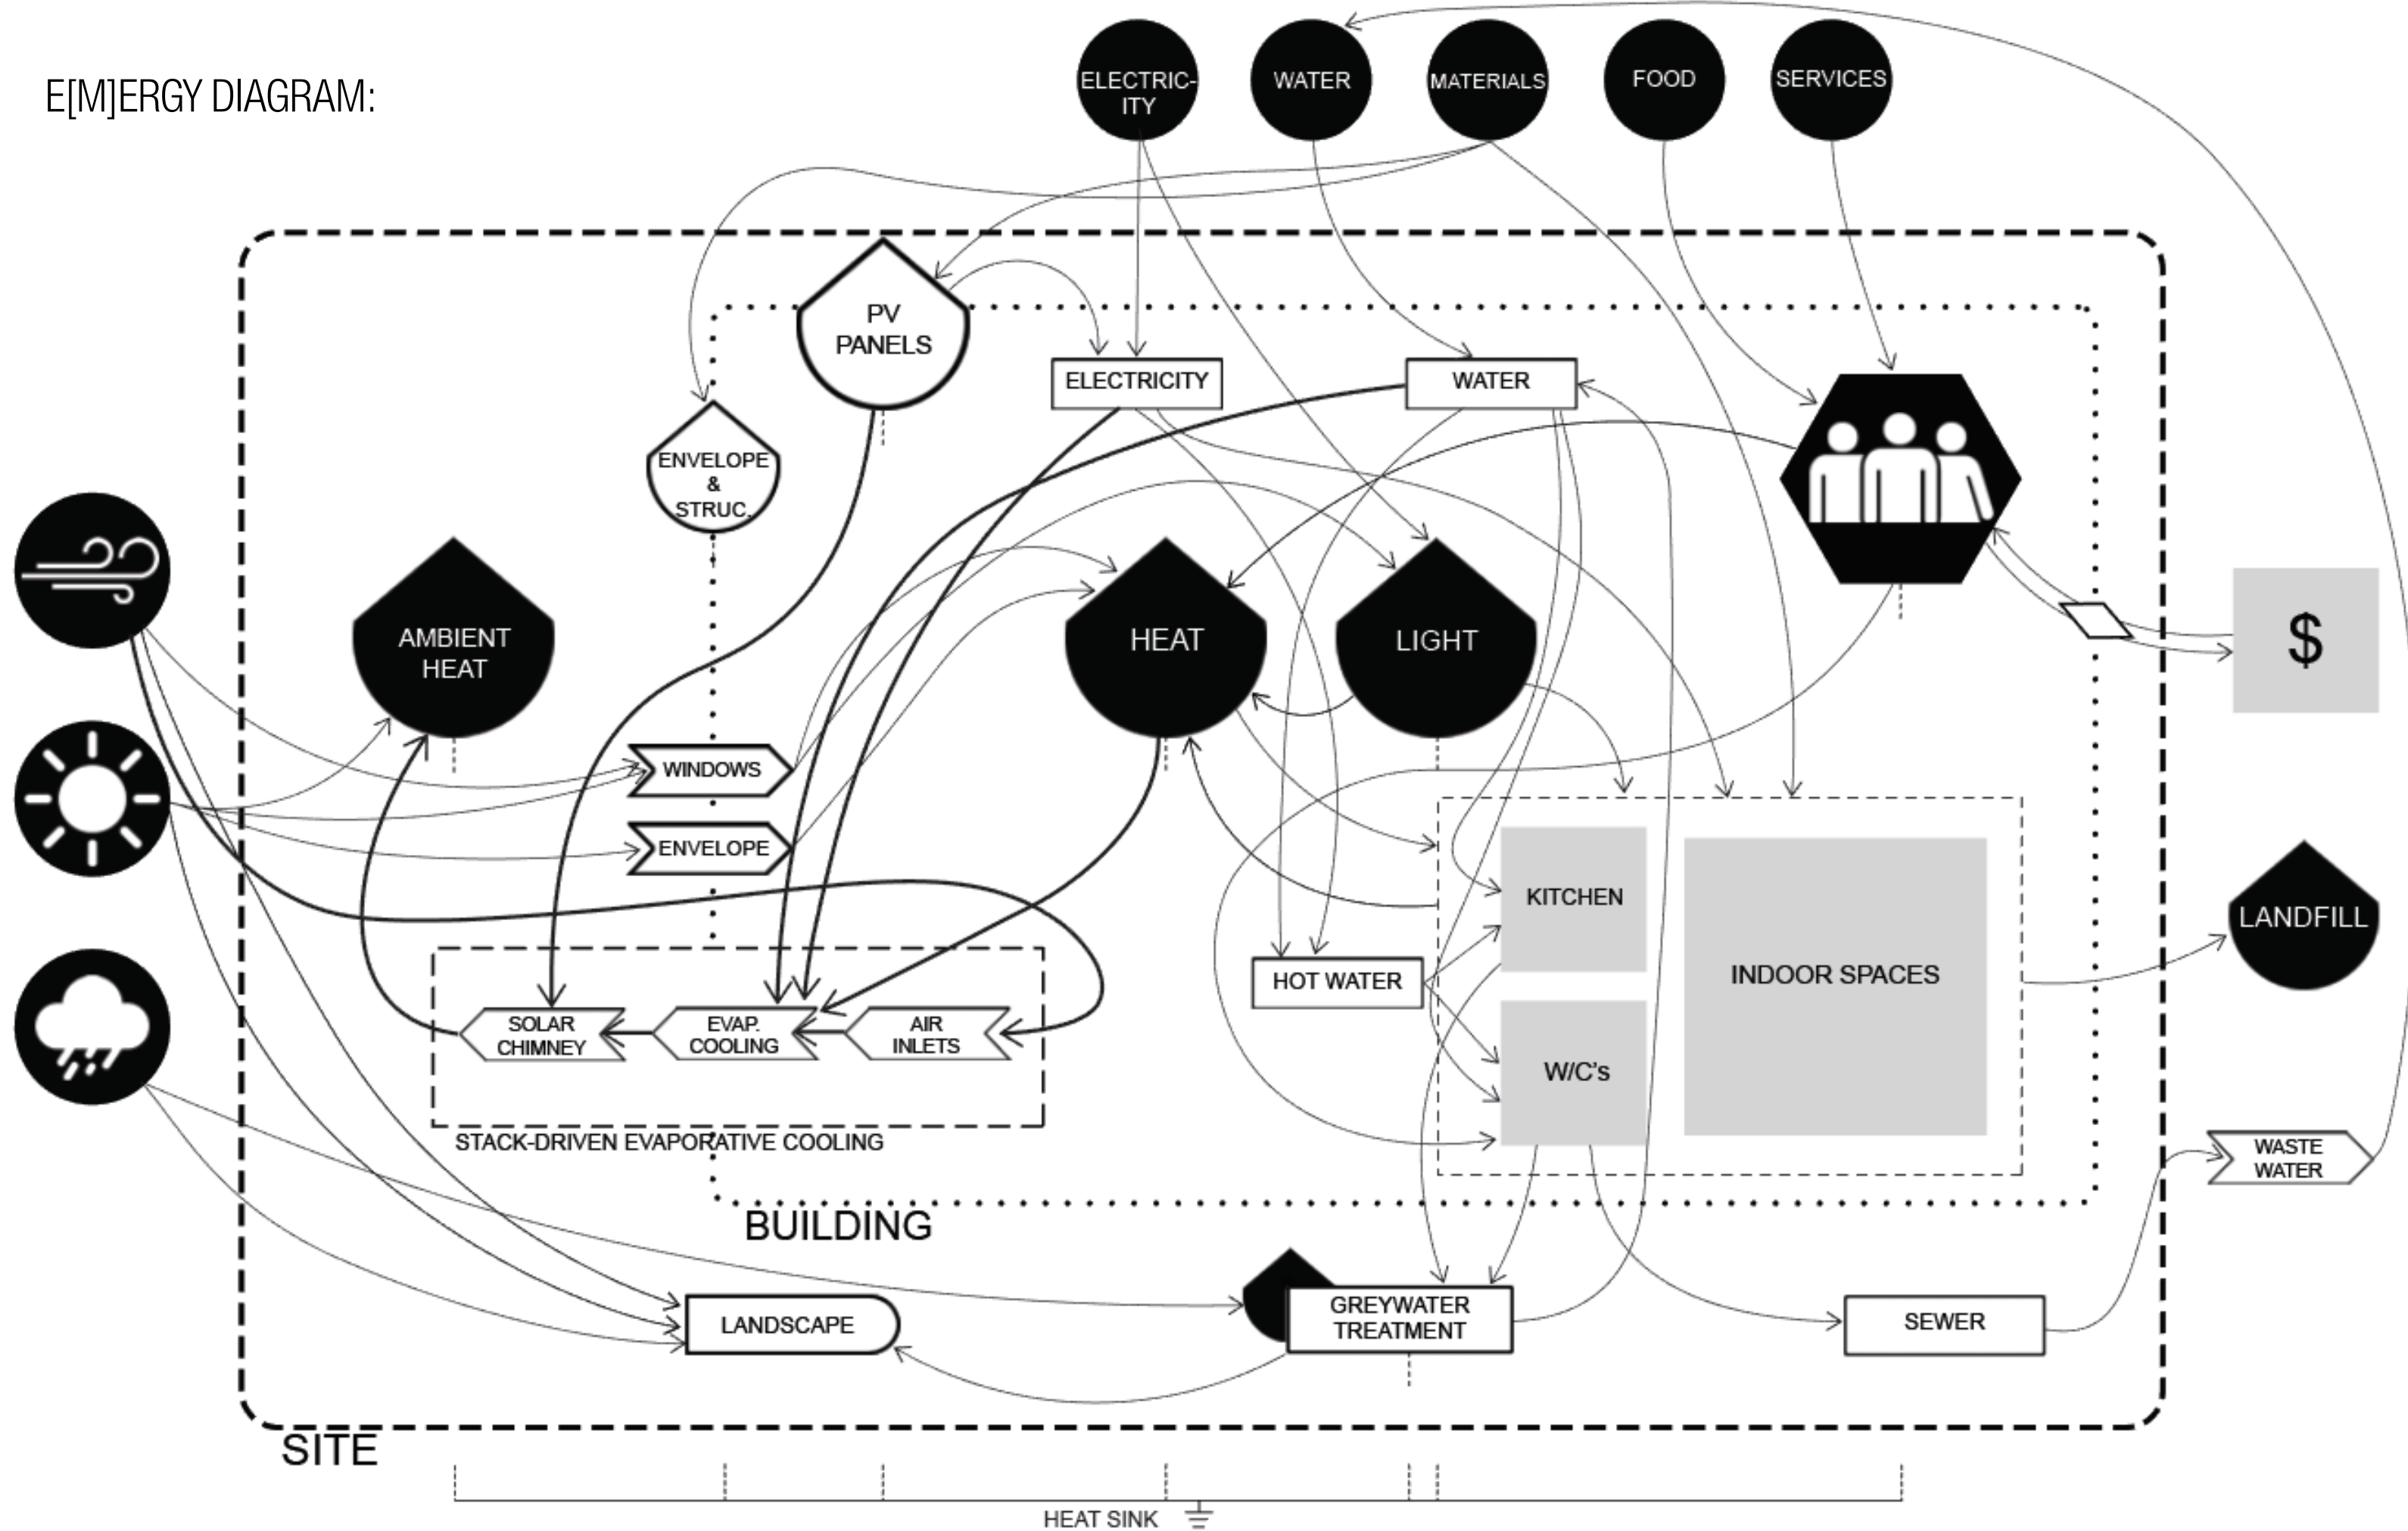 E[M]ERGY DIAGRAM:
ELECTRIC-
ITY
WATER
MATERIALS
FOOD
SERVICES
PV
PANELS
ELECTRICITY
WATER
ENVELOPE
&
STRUC.
AMBIENT
HEAT
HEAT
LIGHT
$
WINDOWS
ENVELOPE
KITCHEN
LANDFILL
HOT WATER
INDOOR SPACES
SOLAR
CHIMNEY
EVAP.
COOLING
AIR
INLETS
W/C's
STACK-DRIVEN EVAPORATIVE COOLING
WASTE
WATER
BUILDING
LANDSCAPE
GREYWATER
TREATMENT
SEWER
SITE
HEAT SINK